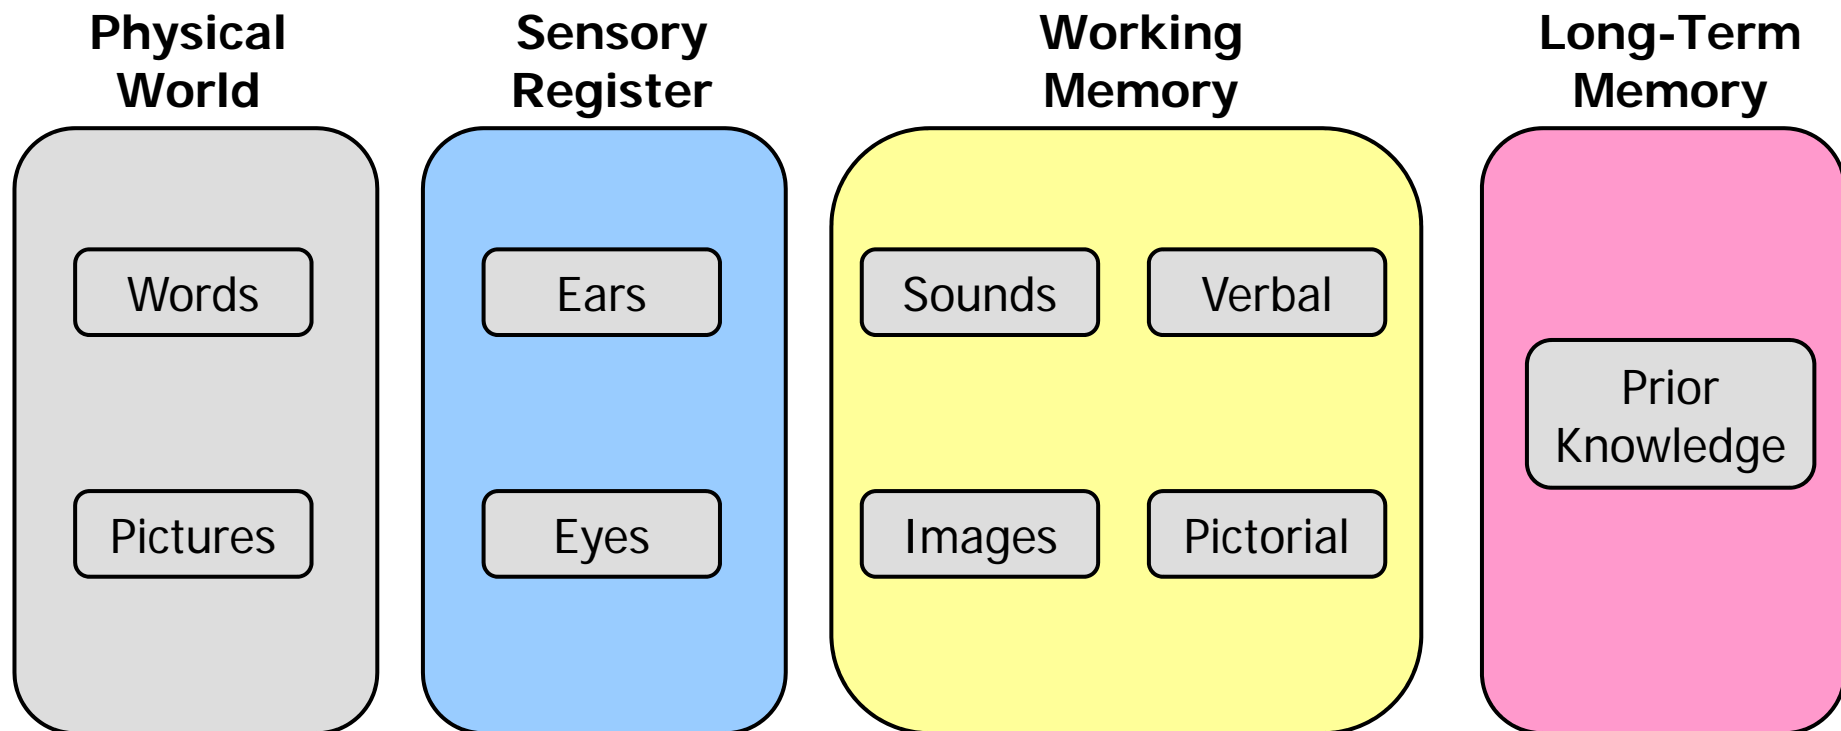 Physical
World
Sensory
Register
Working
Memory
Long-Term
Memory
Words
Ears
Sounds
Verbal
Prior
Knowledge
Pictures
Eyes
Images
Pictorial